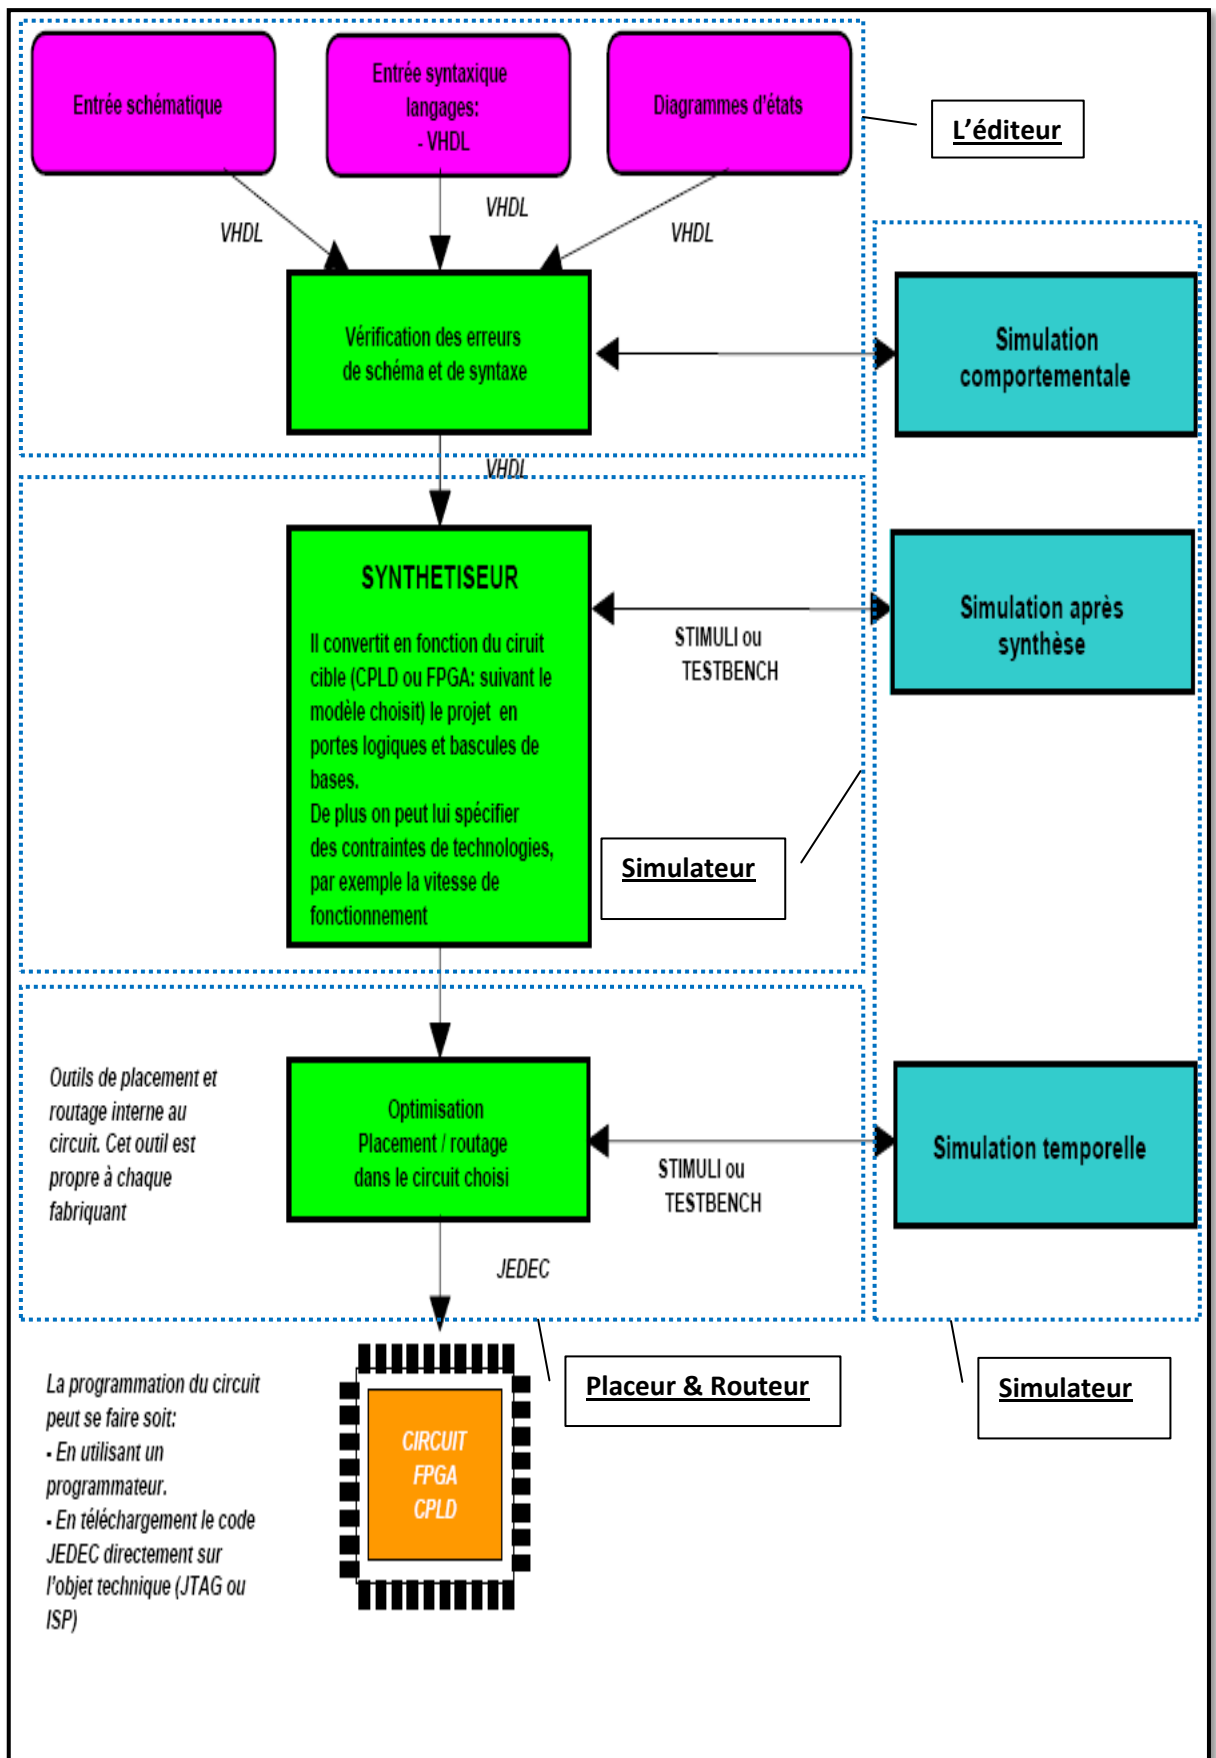 Entrée schématique
Entrée syntaxique
langages:
- VHDL
Diagrammes d'états
L'éditeur
VHDL
VHDL
VHDL
Vérification des erreurs
de schéma et de syntaxe
Simulation
comportementale
VHDL
SYNTHETISEUR
Il convertit en fonction du ciruit
cible (CPLD ou FPGA: suivant le
modèle choisit) le projet en
portes logiques et bascules de
bases.
De plus on peut lui spécifier
des contraintes de technologies,
par exemple la vitesse de
fonctionnement
STIMULI ou
TESTBENCH
Simulation après
synthèse
Simulateur
Outils de placement et
routage interne au
circuit. Cet outil est
propre à chaque
fabriquant
Optimisation
Placement / routage
dans le circuit choisi
STIMULI ou
TESTBENCH
Simulation temporelle
JEDEC
Placeur & Routeur
Simulateur
La programmation du circuit
peut se faire soit:
- En utilisant un
programmateur.
- En téléchargement le code
JEDEC directement sur
l'objet technique (JTAG ou
ISP)
CIRCUIT
FPGA
CPLD